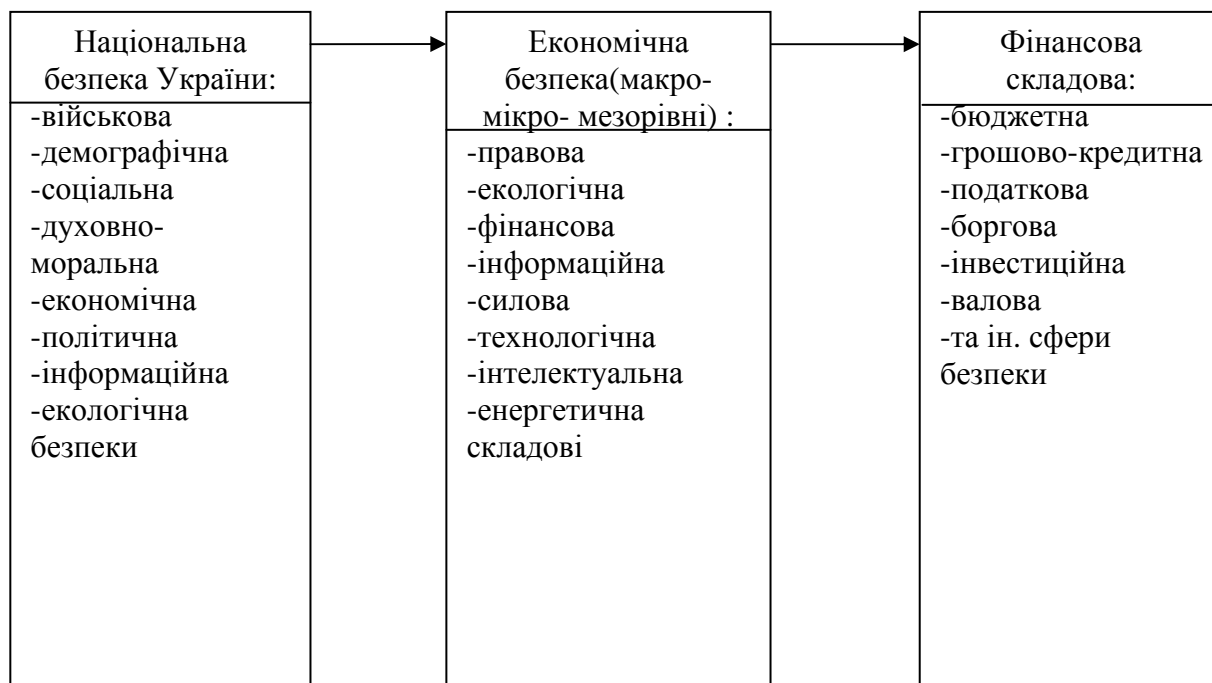 Національна
безпека України:
-військова
-демографічна
-соціальна
-духовно-
моральна
-економічна
-політична
-інформаційна
-екологічна
безпеки
Економічна
безпека(макро-
мікро- мезорівні) :
-правова
-екологічна
-фінансова
-інформаційна
-силова
-технологічна
-інтелектуальна
-енергетична
складові
Фінансова
складова:
-бюджетна
-грошово-кредитна
-податкова
-боргова
-інвестиційна
-валова
-та ін. сфери
безпеки